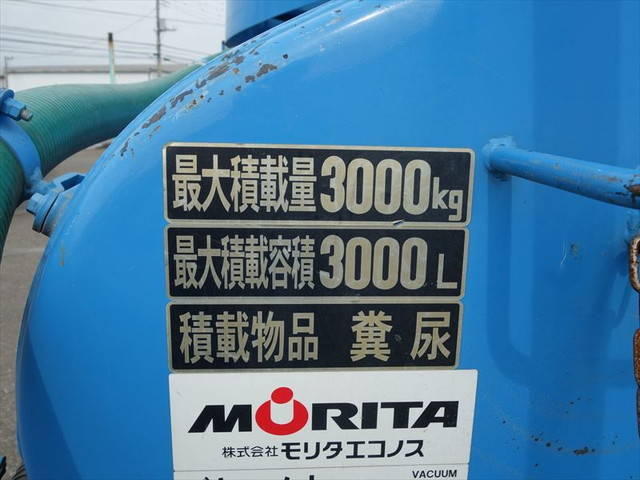 最大積載量3000kg
最大積載容積3000L
積載物品 糞尿
MORITA
株式会社モリタエコノス
VACUUM